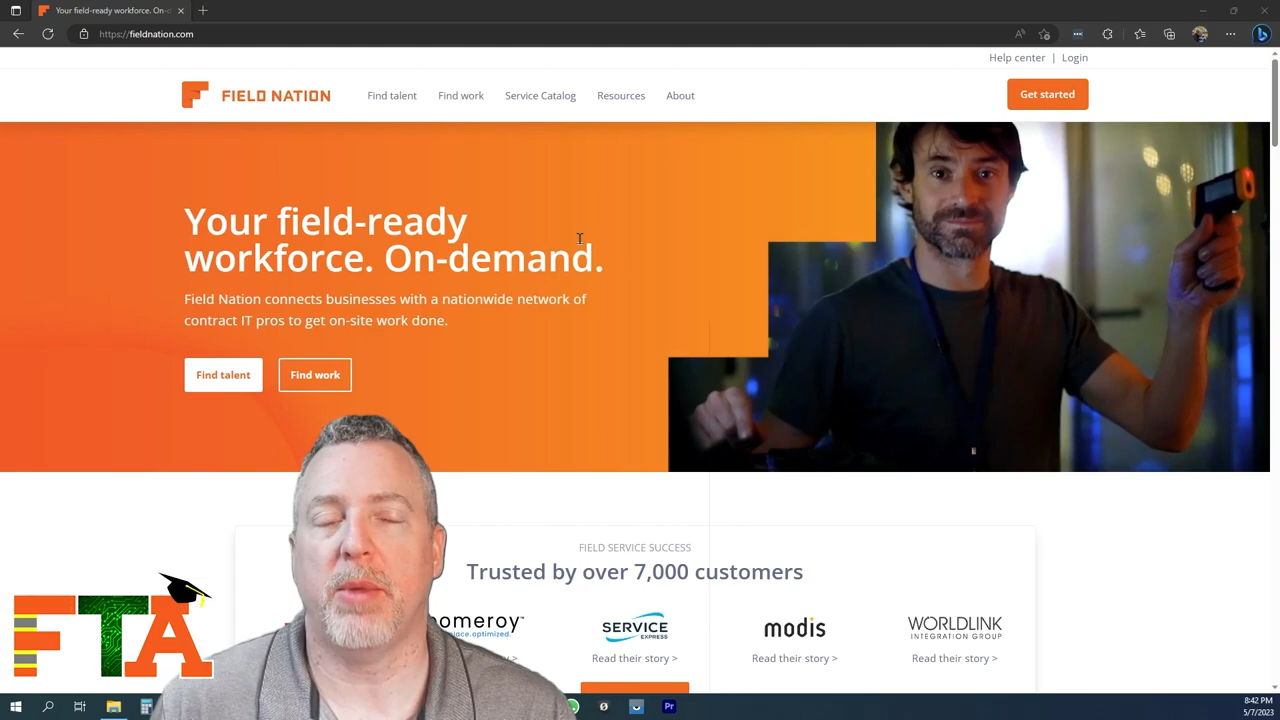 Your field-ready workforce. On-d
https://fieldnation.com
Help center | Login
FIELD NATION
Find talent
Find work
Service Catalog
Resources
About
Get started
Your field-ready
workforce. On-demand.
Field Nation connects businesses with a nationwide network of
contract IT pros to get on-site work done.
Find talent
Find work
FIELD SERVICE SUCCESS
Trusted by over 7,000 customers
omeroy
place.optimized.
SERVICE
EXPRESS
modis
WORLDLINK
INTEGRATION GROUP
Read their story >
Read their story >
Read their story >
FTA
Pr
8:42 PM
5/7/2023